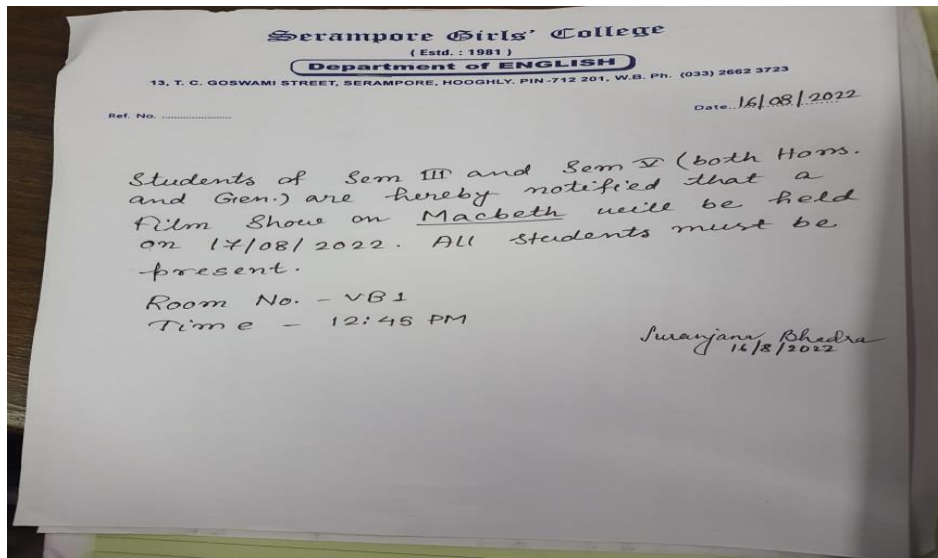 Serampore Girls' College
( Estd. : 1981 )
Department of ENGLISH
13, T. C. GOSWAMI STREET, SERAMPORE, HOOGHLY. PIN-712 201, W.B. Ph. (033) 2662 3723
Ref. No. ........................ Date..16/08/2022
Students of Sem III and Sem V (both Hons.
and Gen.) are hereby notified that a
Film Show on Macbeth will be held
on 17/08/2022. All students must be
present.
Room No. - VB1
Time - 12:45 PM
Suranjana Bhadra
16/8/2022